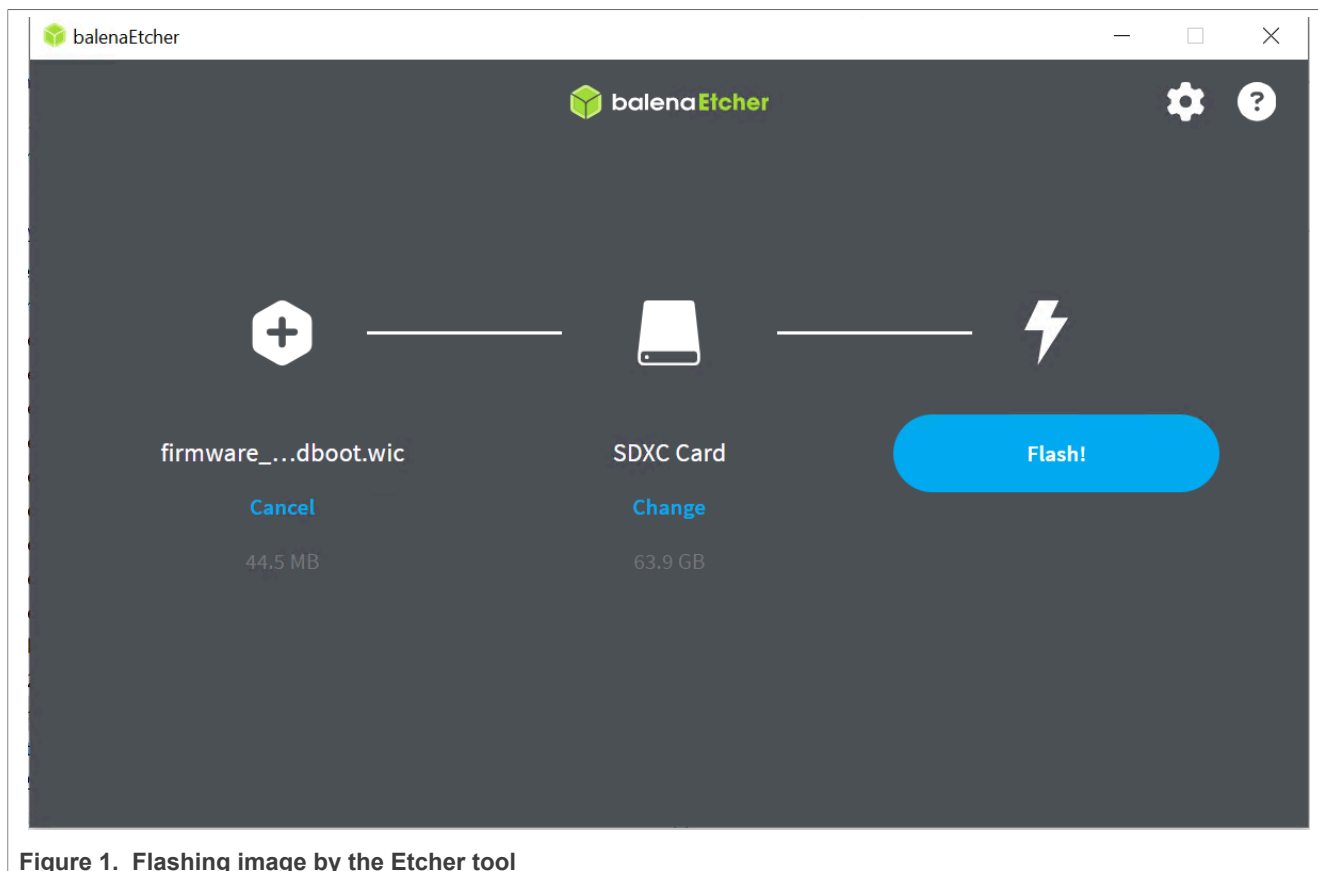 balenaEtcher
balenaEtcher
?
firmware_...dboot.wic
SDXC Card
Flash!
Cancel
Change
44.5 MB
63.9 GB
Figure 1. Flashing image by the Etcher tool